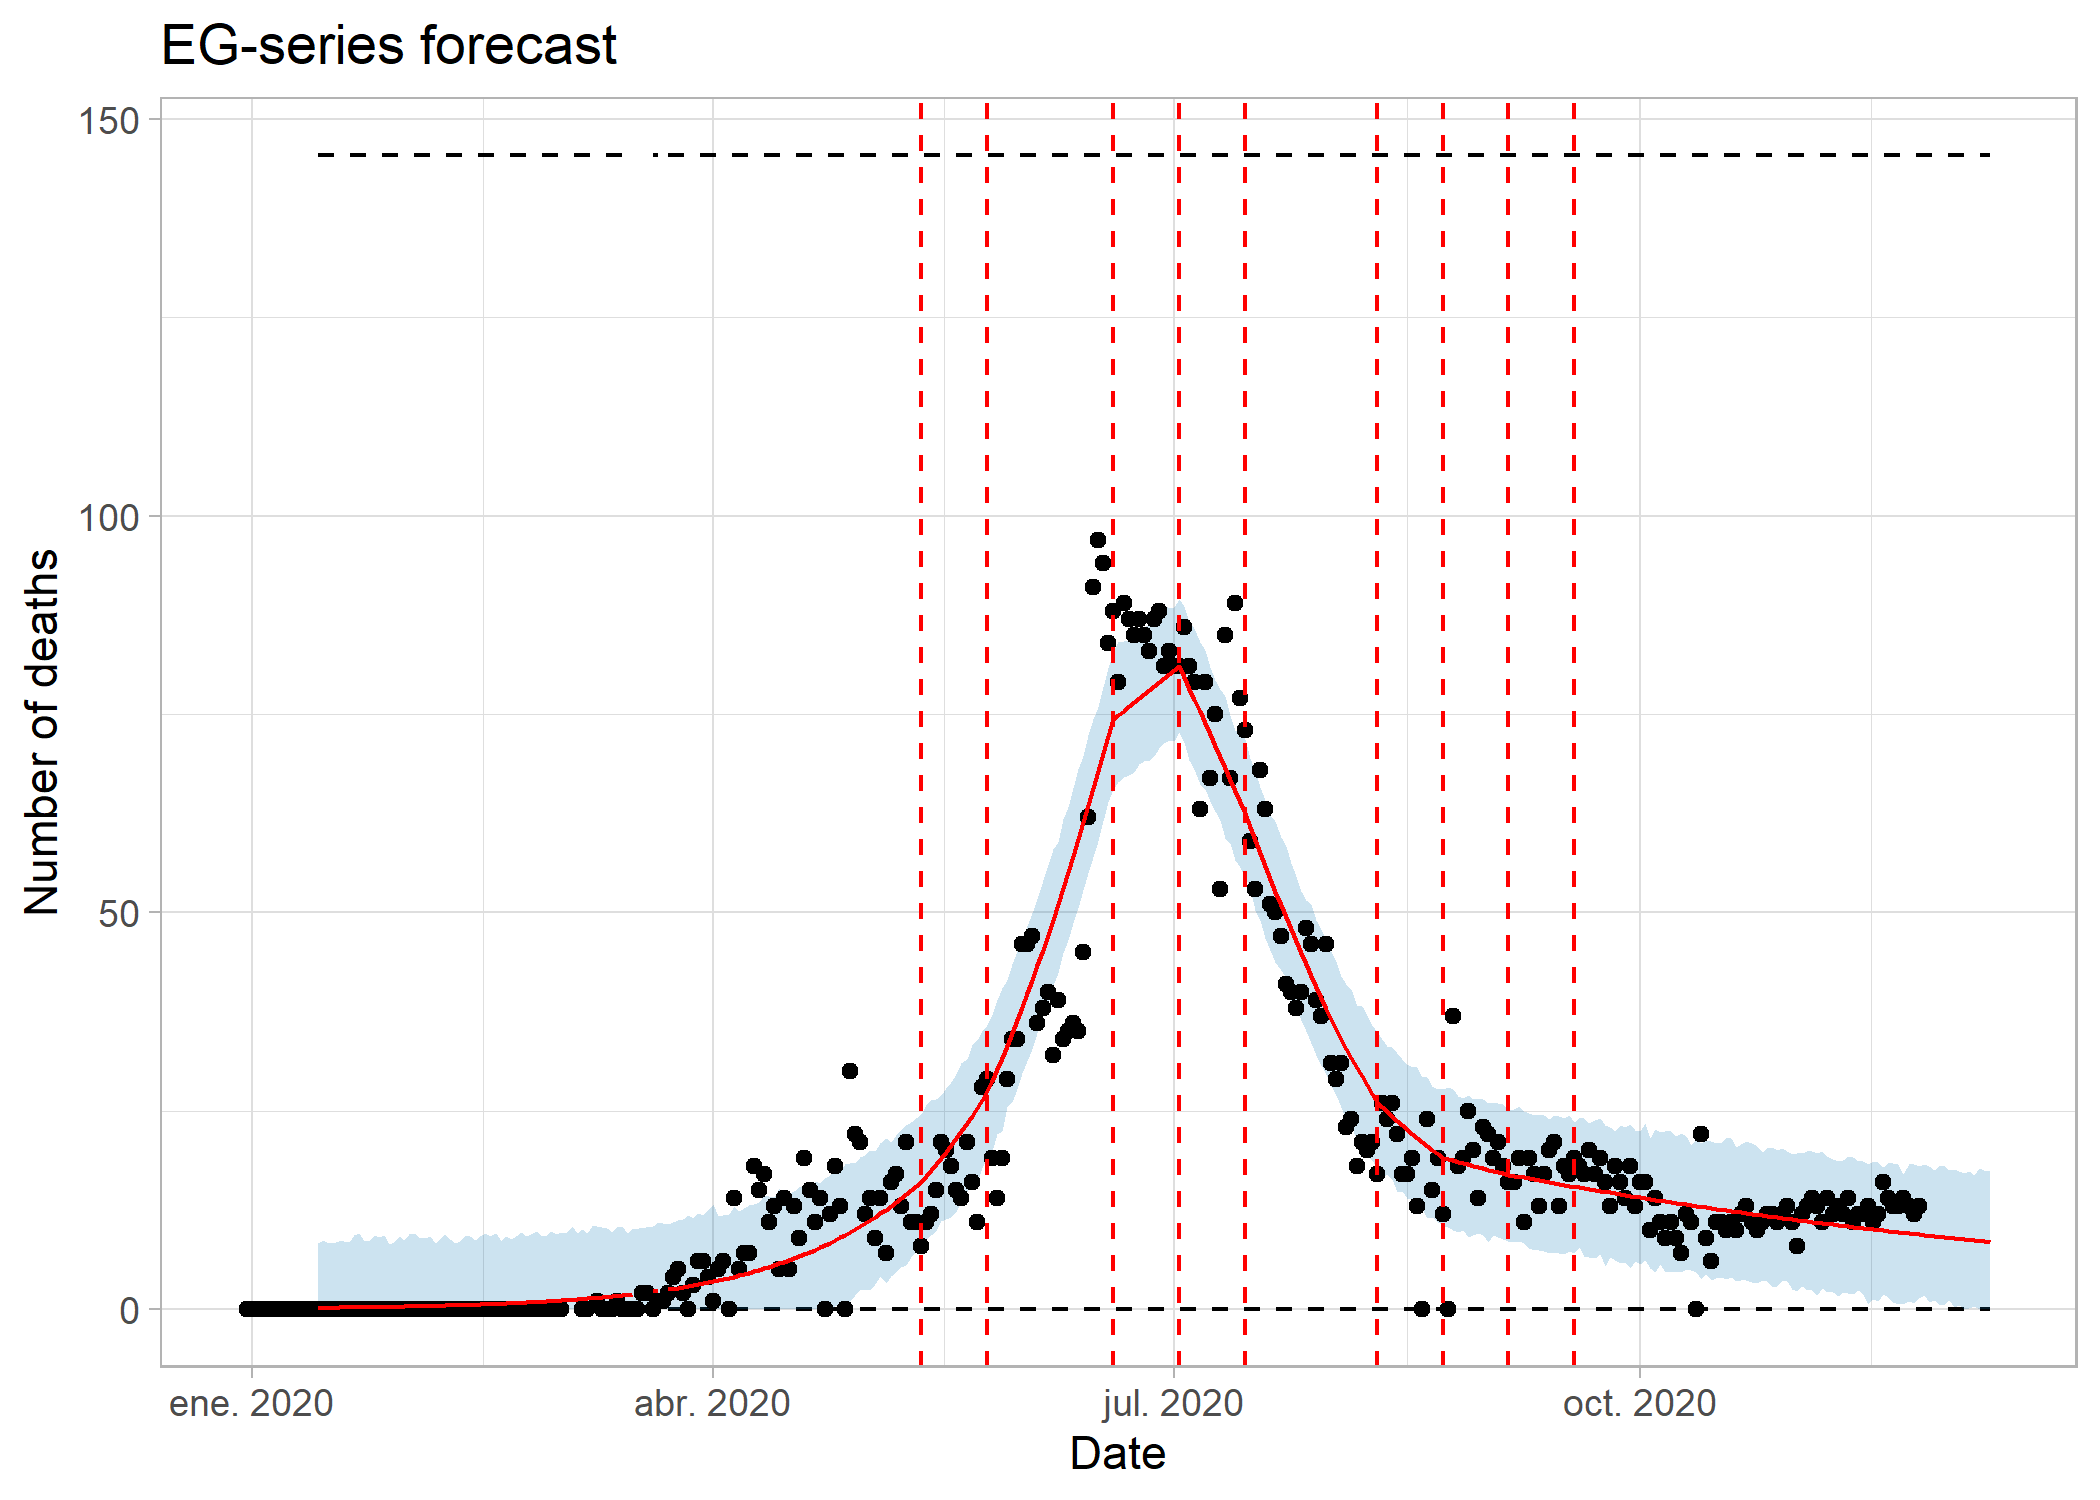 EG-series forecast
150
100
50
0
Number of deaths
ene. 2020
abr. 2020
jul. 2020
oct. 2020
Date